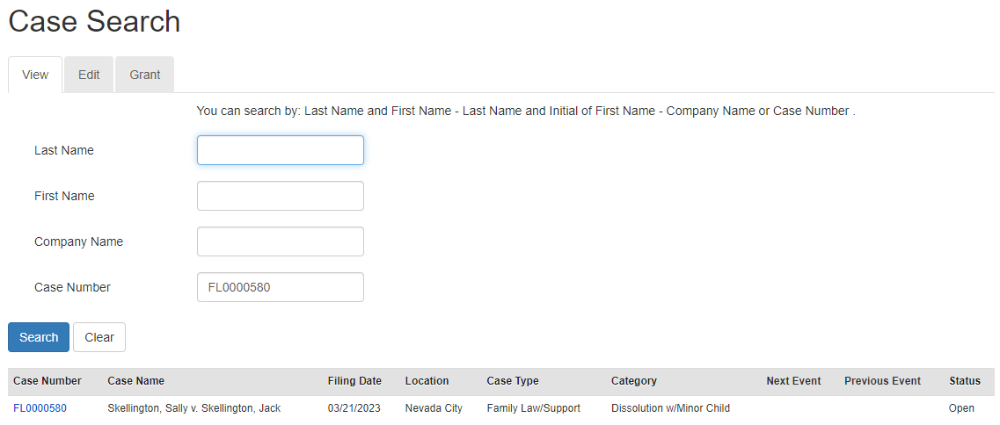 Case Search
View Edit Grant
You can search by: Last Name and First Name - Last Name and Initial of First Name - Company Name or Case Number .
Last Name
First Name
Company Name
Case Number FL0000580
Search Clear
Case Number Case Name Filing Date Location Case Type Category Next Event Previous Event Status
FL0000580 Skellington, Sally v. Skellington, Jack 03/21/2023 Nevada City Family Law/Support Dissolution w/Minor Child Open